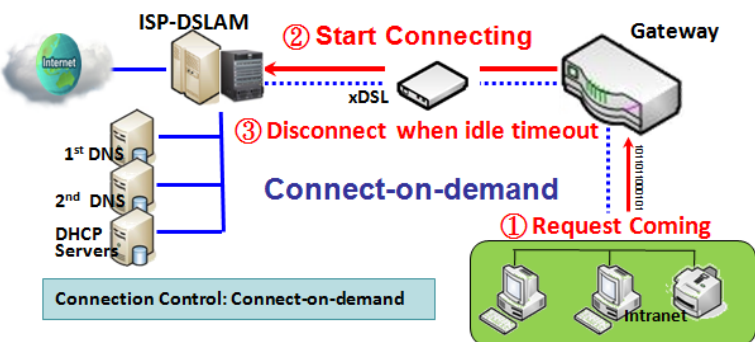 ISP-DSLAM
② Start Connecting
Gateway
Internet
xDSL
③ Disconnect when idle timeout
1st DNS
2nd DNS
DHCP
Servers
Connect-on-demand
101101000101
① Request Coming
Intranet
Connection Control: Connect-on-demand